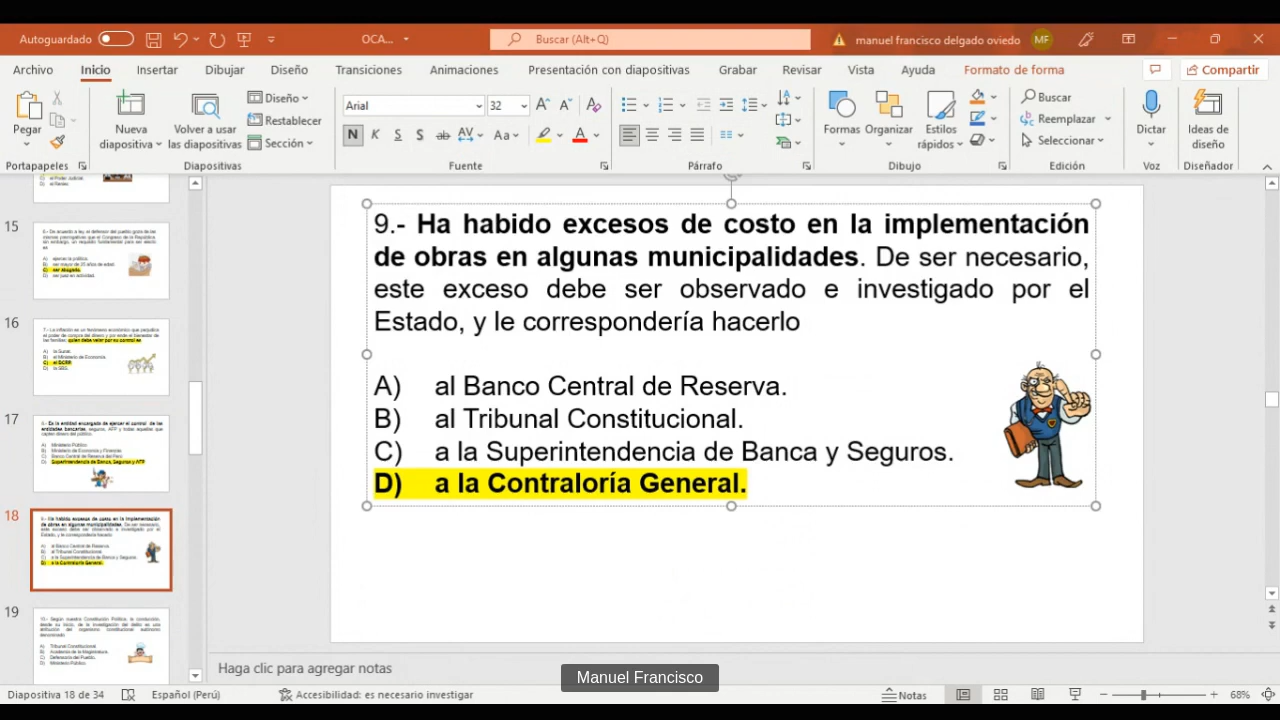 Autoguardado
OCA...
Buscar (Alt+Q)
manuel francisco delgado oviedo
MF
Archivo Inicio Insertar Dibujar Diseño Transiciones Animaciones Presentación con diapositivas Grabar Revisar Vista Ayuda Formato de forma Compartir
Pegar
Nueva diapositiva
Volver a usar las diapositivas
Diseño
Restablecer
Sección
Arial 32
N K S S ab AV Aa A
Formas Organizar Estilos rápidos
Buscar
Reemplazar
Seleccionar
Dictar
Ideas de diseño
Portapapeles Diapositivas Fuente Párrafo Dibujo Edición Voz Diseñador
15
16
17
18
19
9.- Ha habido excesos de costo en la implementación
de obras en algunas municipalidades. De ser necesario,
este exceso debe ser observado e investigado por el
Estado, y le correspondería hacerlo
A) al Banco Central de Reserva.
B) al Tribunal Constitucional.
C) a la Superintendencia de Banca y Seguros.
D) a la Contraloría General.
Haga clic para agregar notas
Manuel Francisco
Diapositiva 18 de 34 Español (Perú) Accesibilidad: es necesario investigar Notas 68%